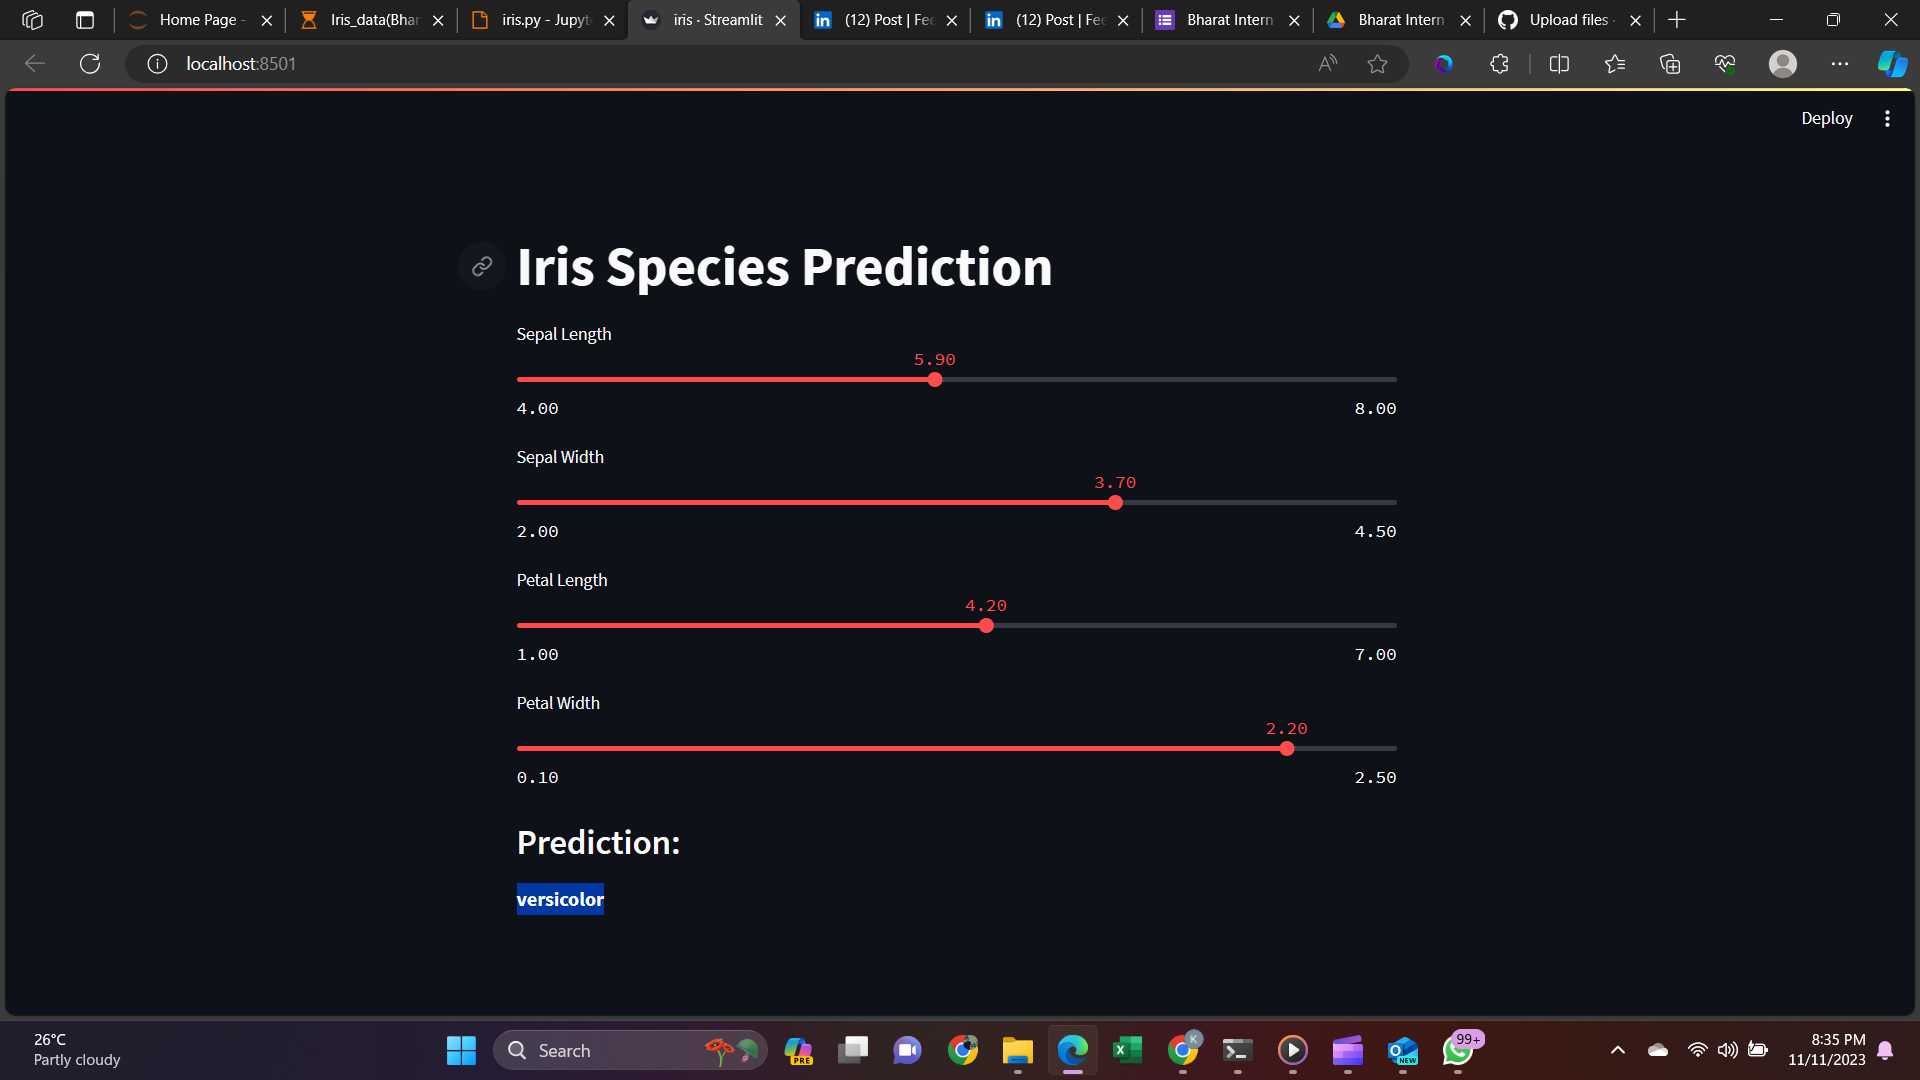 Home Page -
Iris_data(Bhar
iris.py - Jupyt
iris · Streamlit
(12) Post | Fee
(12) Post | Fee
Bharat Intern
Bharat Intern
Upload files ·
localhost:8501
Deploy
Iris Species Prediction
Sepal Length
5.90
4.00 8.00
Sepal Width
3.70
2.00 4.50
Petal Length
4.20
1.00 7.00
Petal Width
2.20
0.10 2.50
Prediction:
versicolor
26°C
Partly cloudy
Search
PRE
K
NEW
99+
8:35 PM
11/11/2023